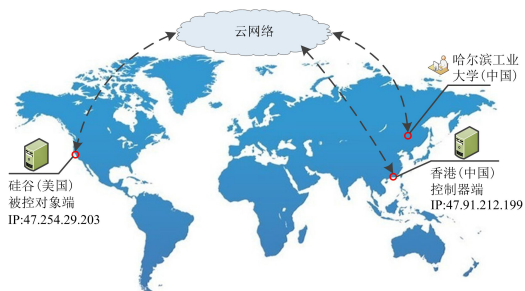 云网络
哈尔滨工业
大学(中国)
硅谷(美国)
被控对象端
IP:47.254.29.203
香港(中国)
控制器端
IP:47.91.212.199